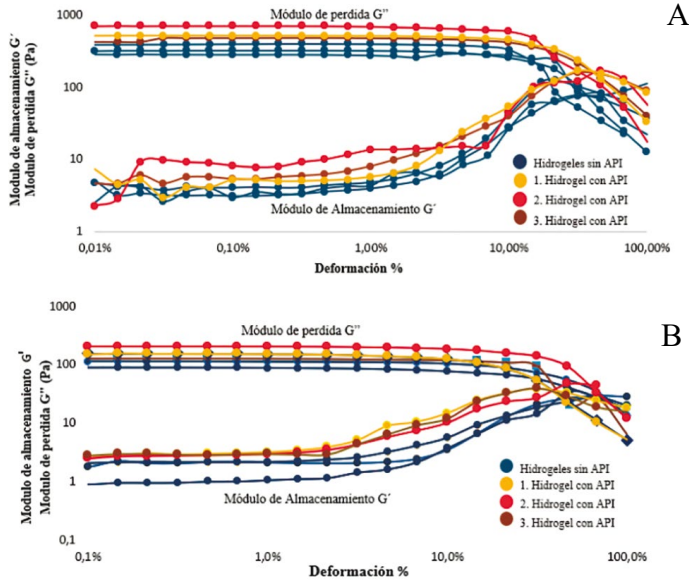 A
Módulo de perdida G´´
1000
100
10
1
Módulo de almacenamiento G´
Modulo de perdida G´´ (Pa)
Módulo de Almacenamiento G´
Hidrogeles sin API
1. Hidrogel con API
2. Hidrogel con API
3. Hidrogel con API
0,01%
0,10%
1,00%
10,00%
100,00%
Deformación %
B
Módulo de perdida G´´
1000
100
10
1
0,1
Modulo de almacenamiento G'
Modulo de perdida G´´ (Pa)
Módulo de Almacenamiento G´
Hidrogeles sin API
1. Hidrogel con API
2. Hidrogel con API
3. Hidrogel con API
0,1%
1,0%
10,0%
100,0%
Deformación %